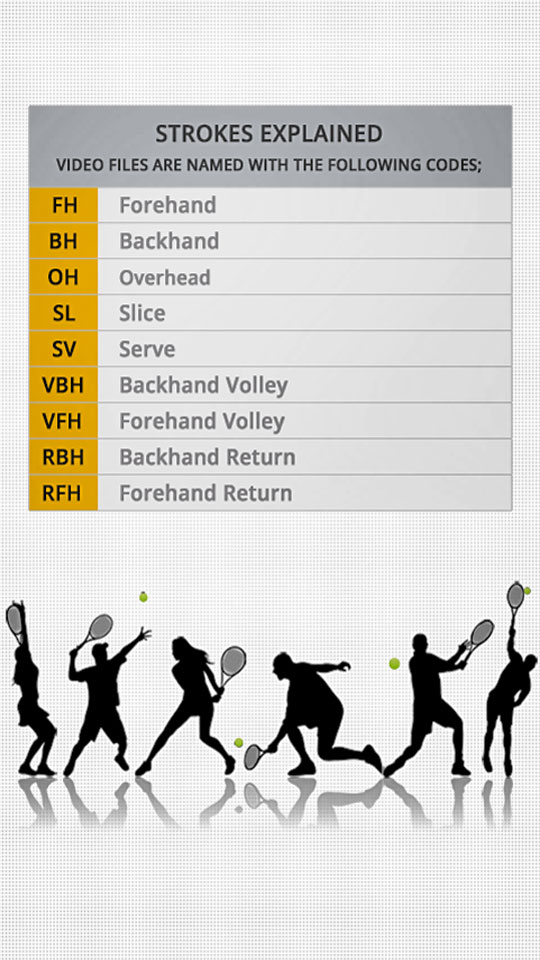 STROKES EXPLAINED
VIDEO FILES ARE NAMED WITH THE FOLLOWING CODES;
FH Forehand
BH Backhand
OH Overhead
SL Slice
SV Serve
VBH Backhand Volley
VFH Forehand Volley
RBH Backhand Return
RFH Forehand Return